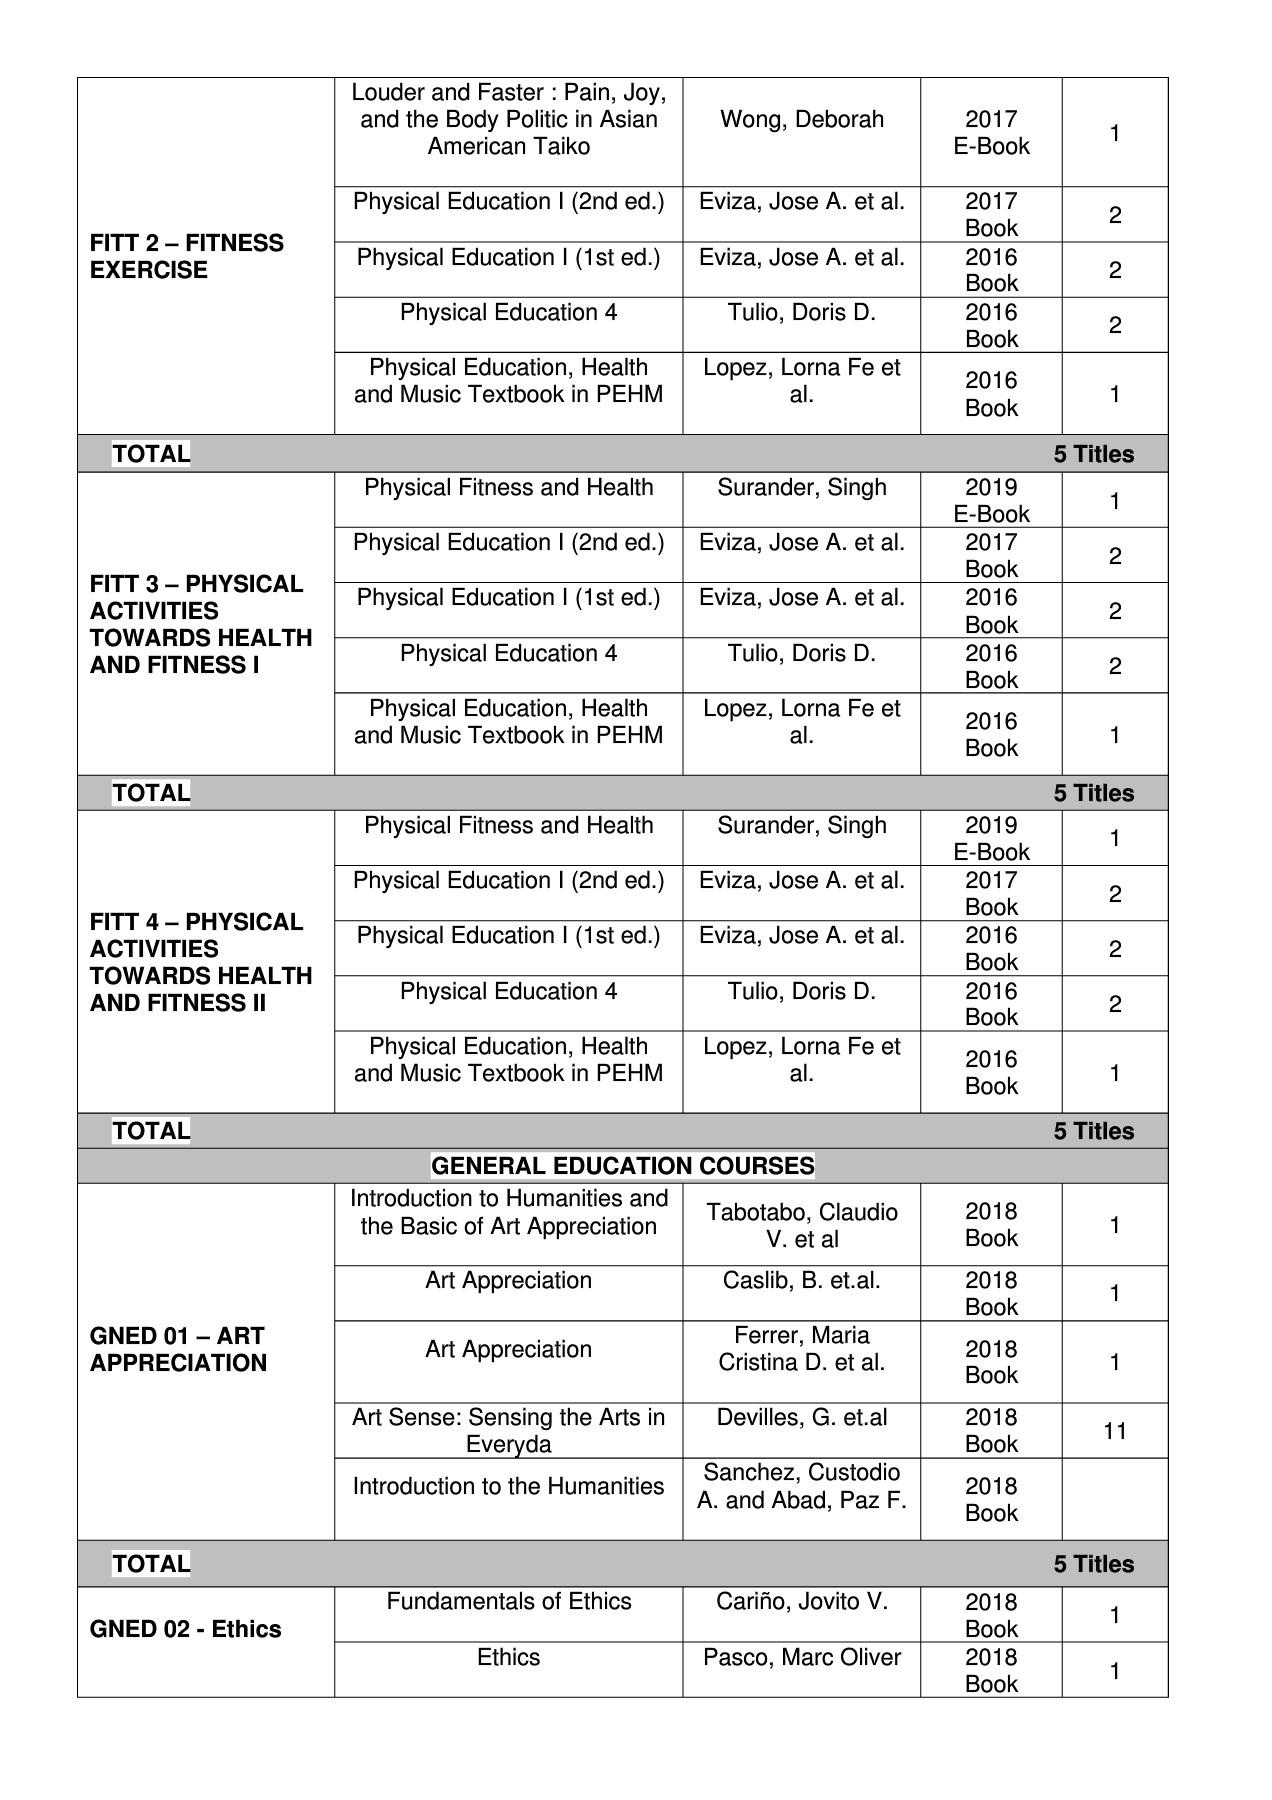 Louder and Faster : Pain, Joy,
and the Body Politic in Asian
American Taiko
Wong, Deborah
2017
E-Book
1
FITT 2 – FITNESS
EXERCISE
Physical Education I (2nd ed.)
Eviza, Jose A. et al.
2017
Book
2
Physical Education I (1st ed.)
Eviza, Jose A. et al.
2016
Book
2
Physical Education 4
Tulio, Doris D.
2016
Book
2
Physical Education, Health
and Music Textbook in PEHM
Lopez, Lorna Fe et
al.
2016
Book
1
TOTAL
5 Titles
FITT 3 – PHYSICAL
ACTIVITIES
TOWARDS HEALTH
AND FITNESS I
Physical Fitness and Health
Surander, Singh
2019
E-Book
1
Physical Education I (2nd ed.)
Eviza, Jose A. et al.
2017
Book
2
Physical Education I (1st ed.)
Eviza, Jose A. et al.
2016
Book
2
Physical Education 4
Tulio, Doris D.
2016
Book
2
Physical Education, Health
and Music Textbook in PEHM
Lopez, Lorna Fe et
al.
2016
Book
1
TOTAL
5 Titles
FITT 4 – PHYSICAL
ACTIVITIES
TOWARDS HEALTH
AND FITNESS II
Physical Fitness and Health
Surander, Singh
2019
E-Book
1
Physical Education I (2nd ed.)
Eviza, Jose A. et al.
2017
Book
2
Physical Education I (1st ed.)
Eviza, Jose A. et al.
2016
Book
2
Physical Education 4
Tulio, Doris D.
2016
Book
2
Physical Education, Health
and Music Textbook in PEHM
Lopez, Lorna Fe et
al.
2016
Book
1
TOTAL
5 Titles
GENERAL EDUCATION COURSES
GNED 01 – ART
APPRECIATION
Introduction to Humanities and
the Basic of Art Appreciation
Tabotabo, Claudio
V. et al
2018
Book
1
Art Appreciation
Caslib, B. et.al.
2018
Book
1
Art Appreciation
Ferrer, Maria
Cristina D. et al.
2018
Book
1
Art Sense: Sensing the Arts in
Everyda
Devilles, G. et.al
2018
Book
11
Introduction to the Humanities
Sanchez, Custodio
A. and Abad, Paz F.
2018
Book
TOTAL
5 Titles
GNED 02 - Ethics
Fundamentals of Ethics
Cariño, Jovito V.
2018
Book
1
Ethics
Pasco, Marc Oliver
2018
Book
1